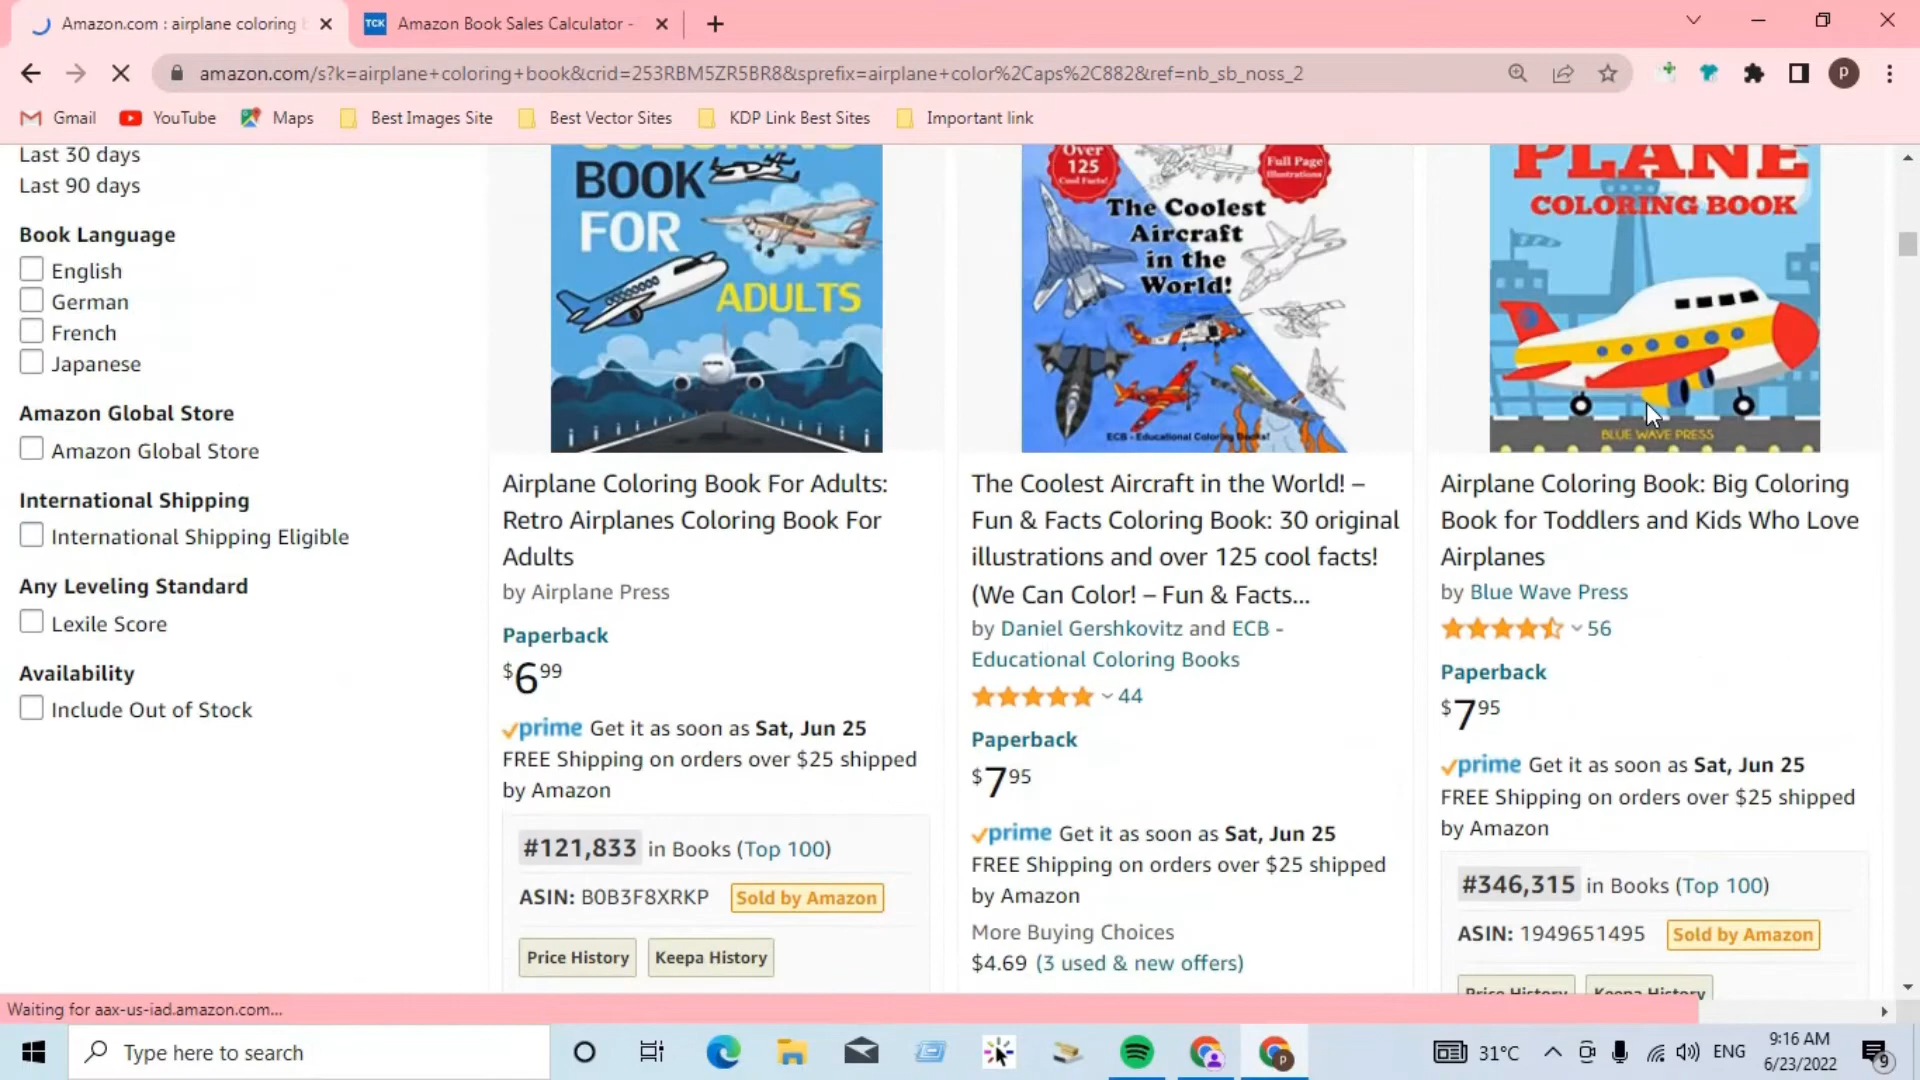 Amazon.com : airplane coloring b
TCK Amazon Book Sales Calculator -
amazon.com/s?k=airplane+coloring+book&crid=253RBM5ZR5BR8&sprefix=airplane+color%2Caps%2C882&ref=nb_sb_noss_2
P
Gmail YouTube Maps Best Images Site Best Vector Sites KDP Link Best Sites Important link
Last 30 days
Last 90 days
Book Language
English
German
French
Japanese
Amazon Global Store
Amazon Global Store
International Shipping
International Shipping Eligible
Any Leveling Standard
Lexile Score
Availability
Include Out of Stock
COLORING
BOOK
FOR
ADULTS
Airplane Coloring Book For Adults:
Retro Airplanes Coloring Book For
Adults
by Airplane Press
Paperback
$6 99
prime Get it as soon as Sat, Jun 25
FREE Shipping on orders over $25 shipped
by Amazon
#121,833 in Books (Top 100)
ASIN: B0B3F8XRKP Sold by Amazon
Price History Keepa History
Over
125
Cool Facts!
Full Page
Illustrations
The Coolest
Aircraft
in the
World!
ECB - Educational Coloring Books!
The Coolest Aircraft in the World! –
Fun & Facts Coloring Book: 30 original
illustrations and over 125 cool facts!
(We Can Color! – Fun & Facts...
by Daniel Gershkovitz and ECB -
Educational Coloring Books
44
Paperback
$7 95
prime Get it as soon as Sat, Jun 25
FREE Shipping on orders over $25 shipped
by Amazon
More Buying Choices
$4.69 (3 used & new offers)
PLANE
COLORING BOOK
BLUE WAVE PRESS
Airplane Coloring Book: Big Coloring
Book for Toddlers and Kids Who Love
Airplanes
by Blue Wave Press
56
Paperback
$7 95
prime Get it as soon as Sat, Jun 25
FREE Shipping on orders over $25 shipped
by Amazon
#346,315 in Books (Top 100)
ASIN: 1949651495 Sold by Amazon
Price History Keepa History
Waiting for aax-us-iad.amazon.com...
Type here to search
P
31°C
ENG
9:16 AM
6/23/2022
9